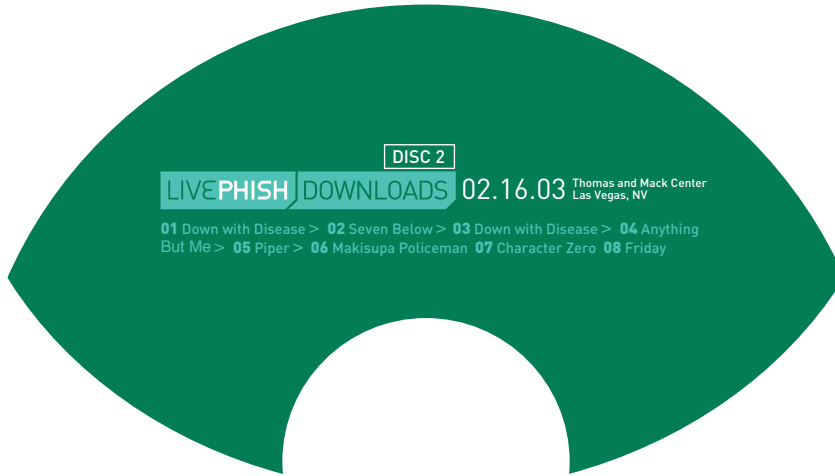 DISC 2
LIVEPHISH DOWNLOADS 02.16.03 Thomas and Mack Center
Las Vegas, NV
01 Down with Disease > 02 Seven Below > 03 Down with Disease > 04 Anything
But Me > 05 Piper > 06 Makisupa Policeman 07 Character Zero 08 Friday